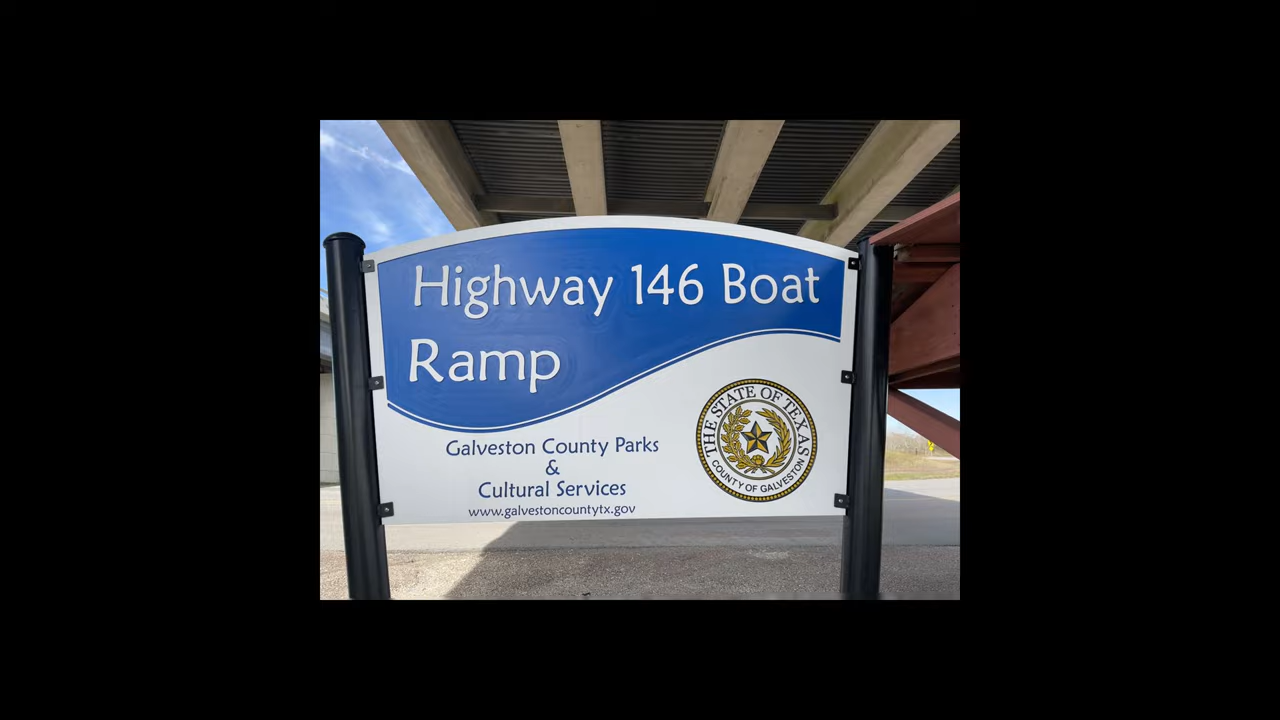 Highway 146 Boat
Ramp
Galveston County Parks
&
Cultural Services
www.galvestoncountytx.gov
THE STATE OF TEXAS
COUNTY OF GALVESTON